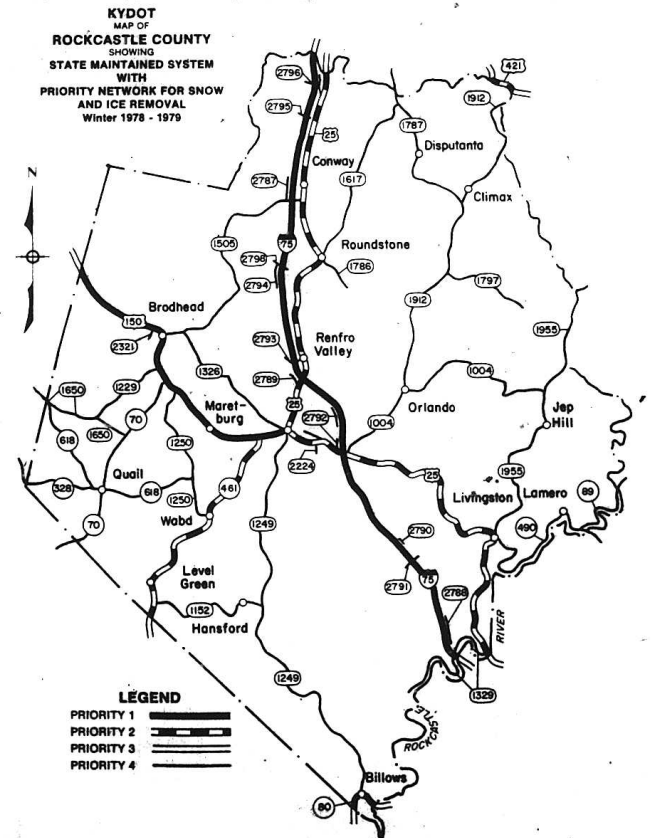 KYDOT
MAP OF
ROCKCASTLE COUNTY
SHOWING
STATE MAINTAINED SYSTEM
WITH
PRIORITY NETWORK FOR SNOW
AND ICE REMOVAL
Winter 1978 - 1979
421
2796
1912
2795
1787
25
Disputanta
N
Conway
2787
1617
Climax
1505
75
Roundstone
2798
1786
2794
1797
1912
Brodhead
150
1955
2321
2793
Renfro
Valley
1326
2789
1004
1650
1229
70
Maret-
burg
25
Orlando
Jep
Hill
2792
1004
618
1650
1250
2224
25
1955
Quail
461
Livingston
Lamero
89
328
618
1250
Wabd
1249
490
70
2790
Level
Green
2791
75
2788
1152
Hansford
RIVER
1249
1329
LEGEND
PRIORITY 1
PRIORITY 2
PRIORITY 3
PRIORITY 4
ROCKCASTLE
Billows
80